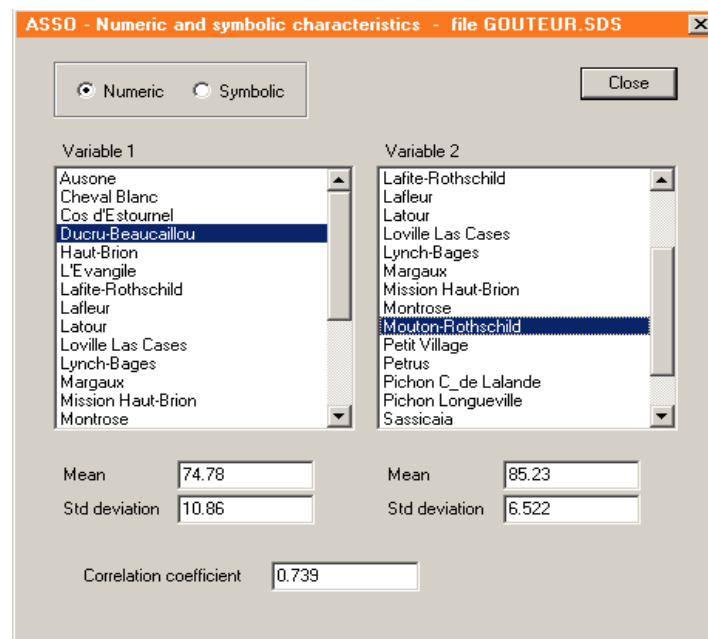 ASSO - Numeric and symbolic characteristics - file GOUTEUR.SDS
Numeric
Symbolic
Close
Variable 1
Ausone
Cheval Blanc
Cos d'Estournel
Ducru-Beaucaillou
Haut-Brion
L'Evangile
Lafite-Rothschild
Lafleur
Latour
Loville Las Cases
Lynch-Bages
Margaux
Mission Haut-Brion
Montrose
Variable 2
Lafite-Rothschild
Lafleur
Latour
Loville Las Cases
Lynch-Bages
Margaux
Mission Haut-Brion
Montrose
Mouton-Rothschild
Petit Village
Petrus
Pichon C_de Lalande
Pichon Longueville
Sassicaia
Mean 74.78
Std deviation 10.86
Mean 85.23
Std deviation 6.522
Correlation coefficient 0.739